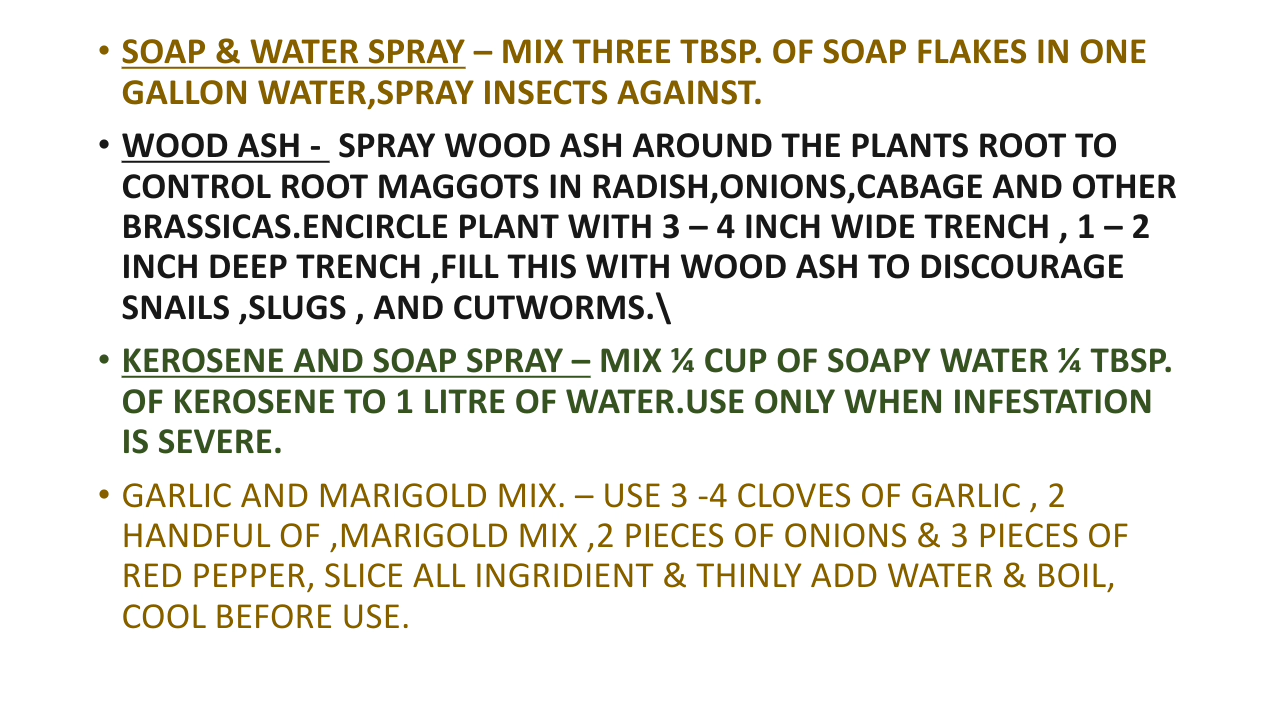 • SOAP & WATER SPRAY – MIX THREE TBSP. OF SOAP FLAKES IN ONE
GALLON WATER,SPRAY INSECTS AGAINST.
• WOOD ASH -  SPRAY WOOD ASH AROUND THE PLANTS ROOT TO
CONTROL ROOT MAGGOTS IN RADISH,ONIONS,CABAGE AND OTHER
BRASSICAS.ENCIRCLE PLANT WITH 3 – 4 INCH WIDE TRENCH , 1 – 2
INCH DEEP TRENCH ,FILL THIS WITH WOOD ASH TO DISCOURAGE
SNAILS ,SLUGS , AND CUTWORMS.\
• KEROSENE AND SOAP SPRAY – MIX ¼ CUP OF SOAPY WATER ¼ TBSP.
OF KEROSENE TO 1 LITRE OF WATER.USE ONLY WHEN INFESTATION
IS SEVERE.
• GARLIC AND MARIGOLD MIX. – USE 3 -4 CLOVES OF GARLIC , 2
HANDFUL OF ,MARIGOLD MIX ,2 PIECES OF ONIONS & 3 PIECES OF
RED PEPPER, SLICE ALL INGRIDIENT & THINLY ADD WATER & BOIL,
COOL BEFORE USE.